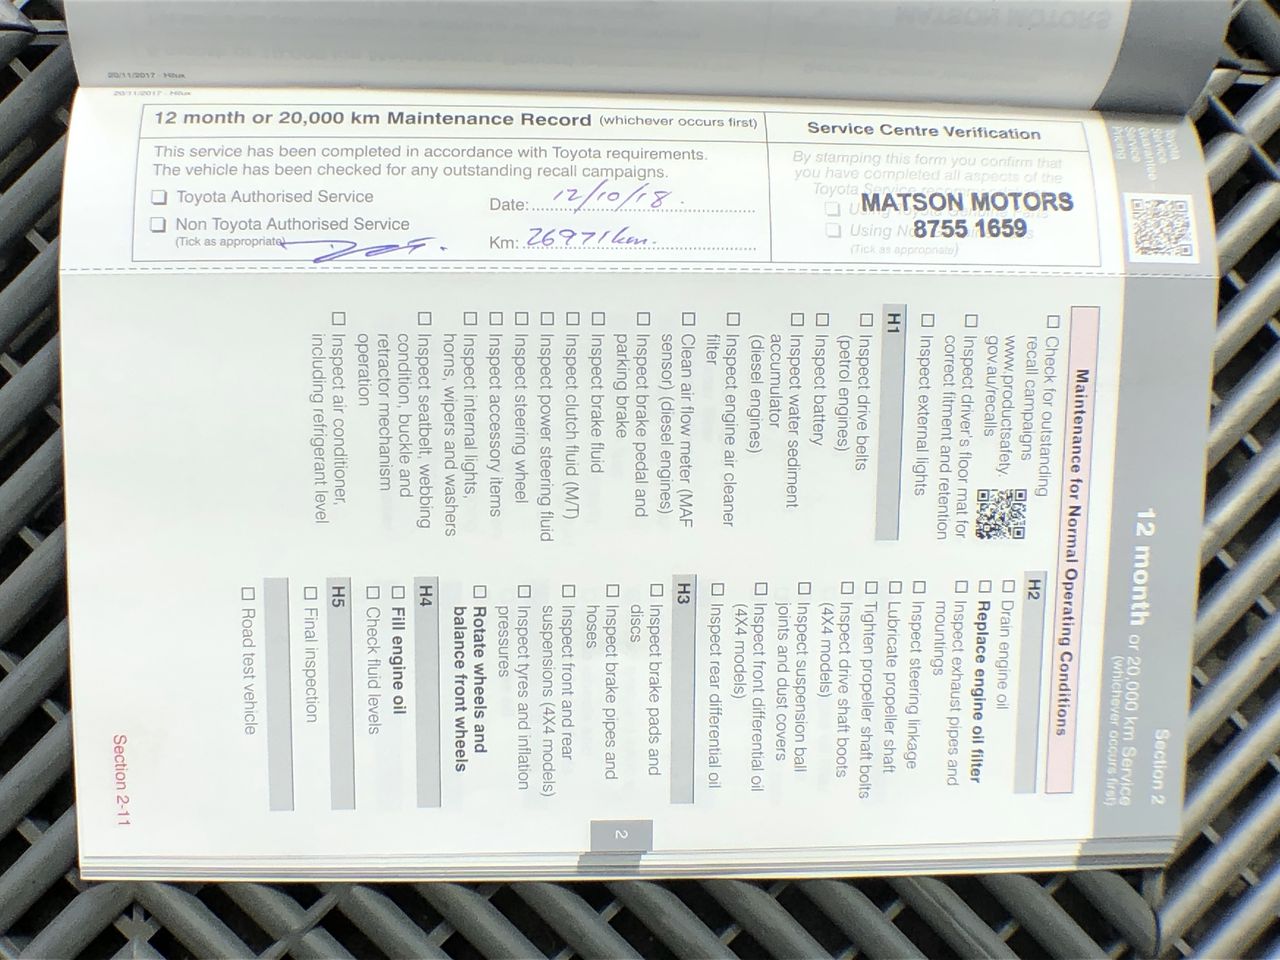 20/11/2017 - Hilux
20/11/2017 - Hilux
12 month or 20,000 km Maintenance Record (whichever occurs first)
This service has been completed in accordance with Toyota requirements.
The vehicle has been checked for any outstanding recall campaigns.
❑ Toyota Authorised Service
❑ Non Toyota Authorised Service
(Tick as appropriate)
Date: 12/10/18.
Km: 26971km.
Service Centre Verification
By stamping this form you confirm that
you have completed all aspects of the
Toyota Service
MATSON MOTORS
8755 1659
(Tick as appropriate)
Toyota
Service
Guarantee
Service
Pricing
Section 2
12 month or 20,000 km Service
(whichever occurs first)
Maintenance for Normal Operating Conditions
☐ Check for outstanding
recall campaigns
www.productsafety.
gov.au/recalls
☐ Inspect driver's floor mat for
correct fitment and retention
☐ Inspect external lights
H1
☐ Inspect drive belts
(petrol engines)
☐ Inspect battery
☐ Inspect water sediment
accumulator
(diesel engines)
☐ Inspect engine air cleaner
filter
☐ Clean air flow meter (MAF
sensor) (diesel engines)
☐ Inspect brake pedal and
parking brake
☐ Inspect brake fluid
☐ Inspect clutch fluid (M/T)
☐ Inspect power steering fluid
☐ Inspect steering wheel
☐ Inspect accessory items
☐ Inspect internal lights,
horns, wipers and washers
☐ Inspect seatbelt, webbing
condition, buckle and
retractor mechanism
operation
☐ Inspect air conditioner,
including refrigerant level
H2
☐ Drain engine oil
☐ Replace engine oil filter
☐ Inspect exhaust pipes and
mountings
☐ Inspect steering linkage
☐ Lubricate propeller shaft
☐ Tighten propeller shaft bolts
☐ Inspect drive shaft boots
(4X4 models)
☐ Inspect suspension ball
joints and dust covers
☐ Inspect front differential oil
(4X4 models)
☐ Inspect rear differential oil
H3
☐ Inspect brake pads and
discs
☐ Inspect brake pipes and
hoses
☐ Inspect front and rear
suspensions (4X4 models)
☐ Inspect tyres and inflation
pressures
☐ Rotate wheels and
balance front wheels
H4
☐ Fill engine oil
☐ Check fluid levels
H5
☐ Final inspection
☐ Road test vehicle
2
Section 2-11